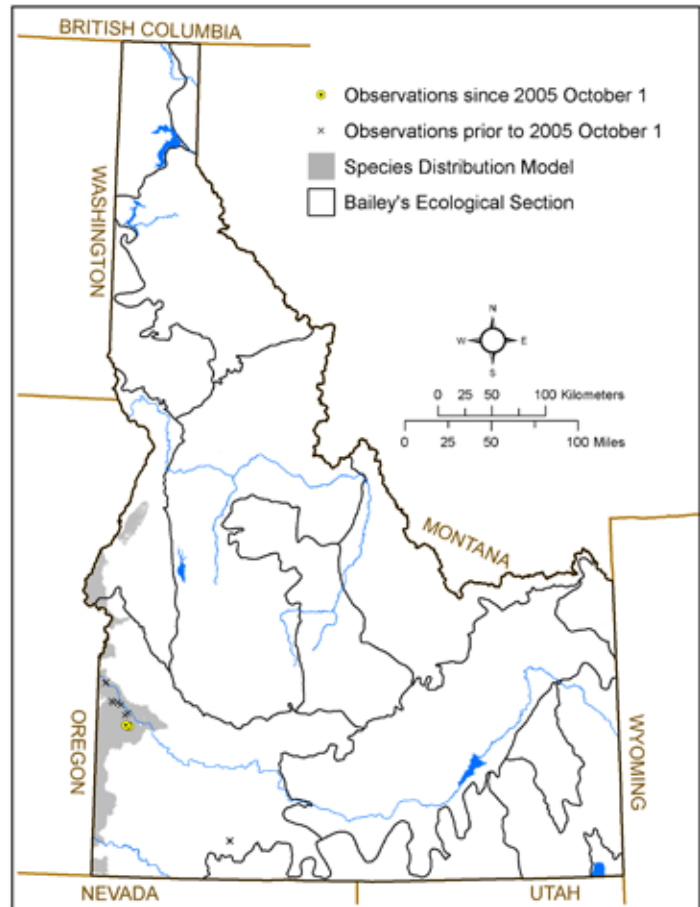 BRITISH COLUMBIA
Observations since 2005 October 1
Observations prior to 2005 October 1
Species Distribution Model
Bailey's Ecological Section
WASHINGTON
N
W E
S
0 25 50 100 Kilometers
0 25 50 100 Miles
MONTANA
OREGON
WYOMING
NEVADA
UTAH